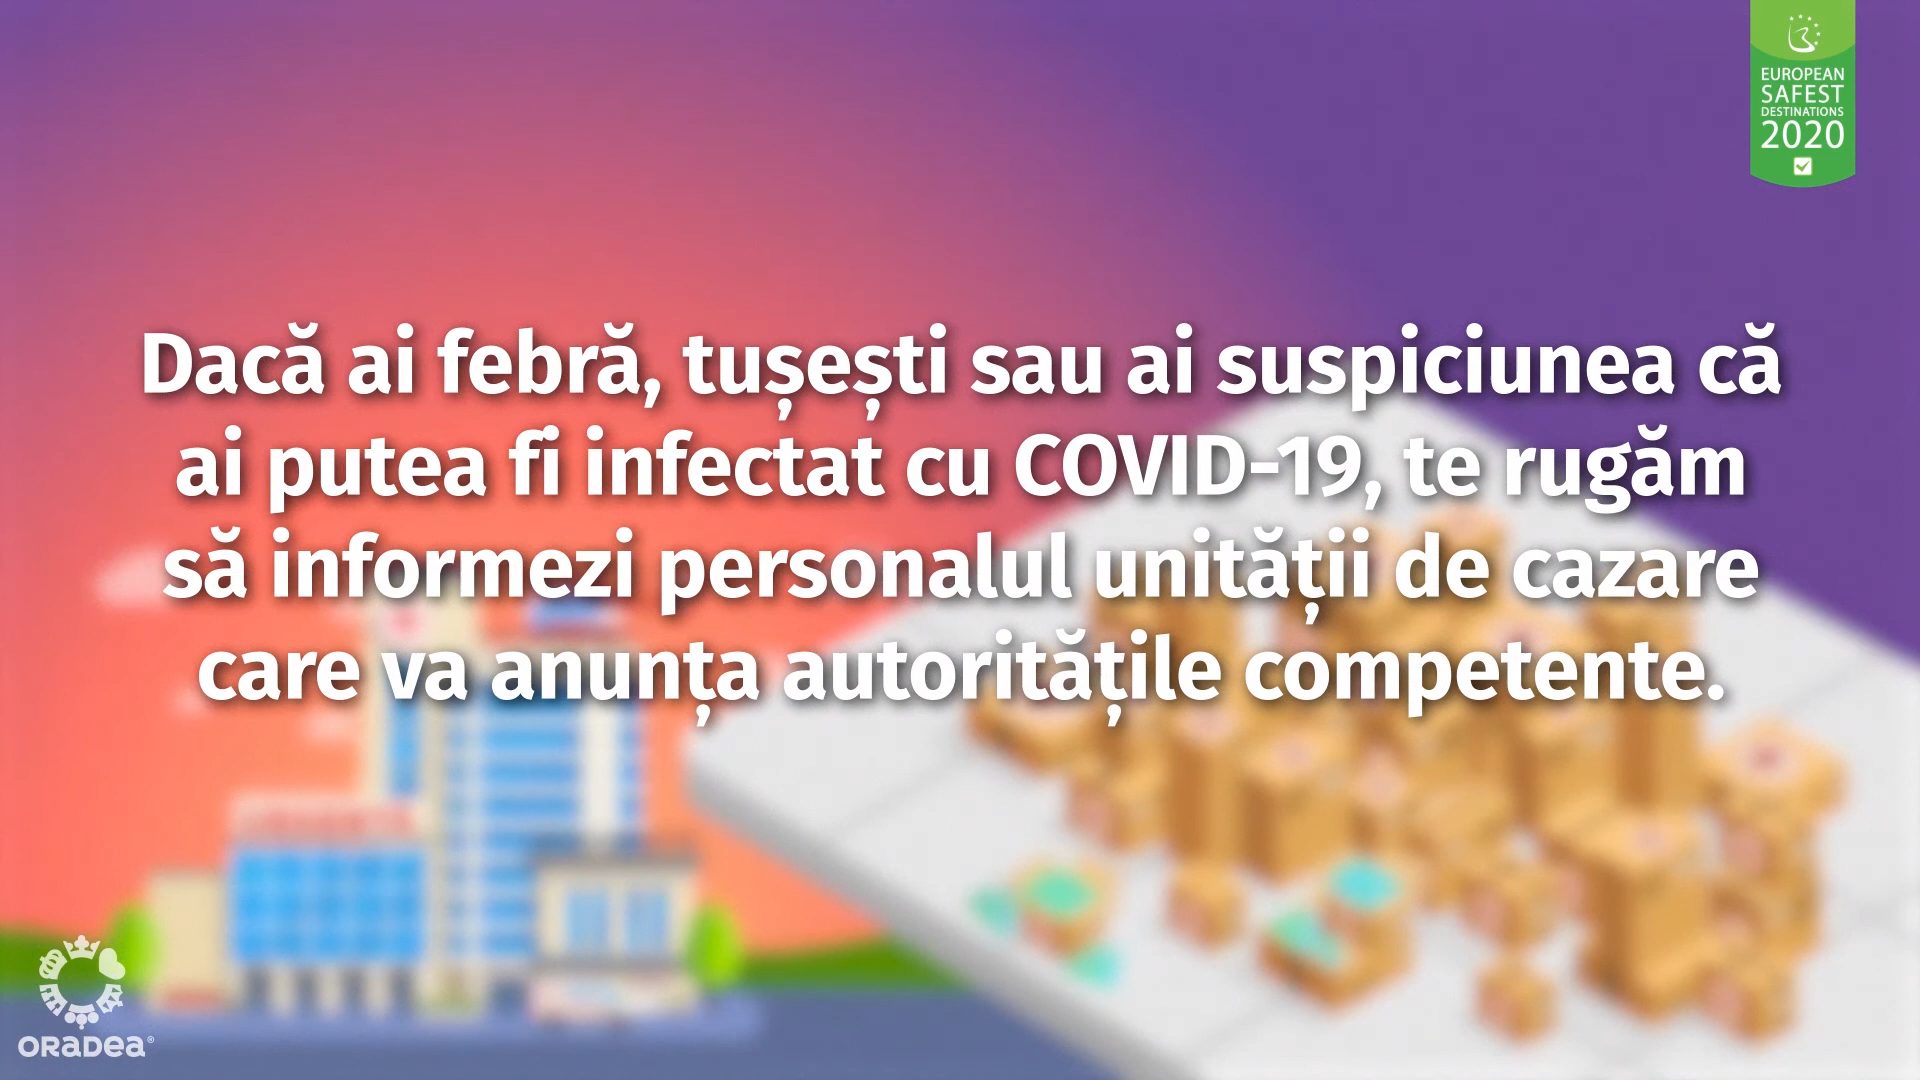 EUROPEAN
SAFEST
DESTINATIONS
2020
Dacă ai febră, tușești sau ai suspiciunea că
ai putea fi infectat cu COVID-19, te rugăm
să informezi personalul unității de cazare
care va anunța autoritățile competente.
ORaDea®